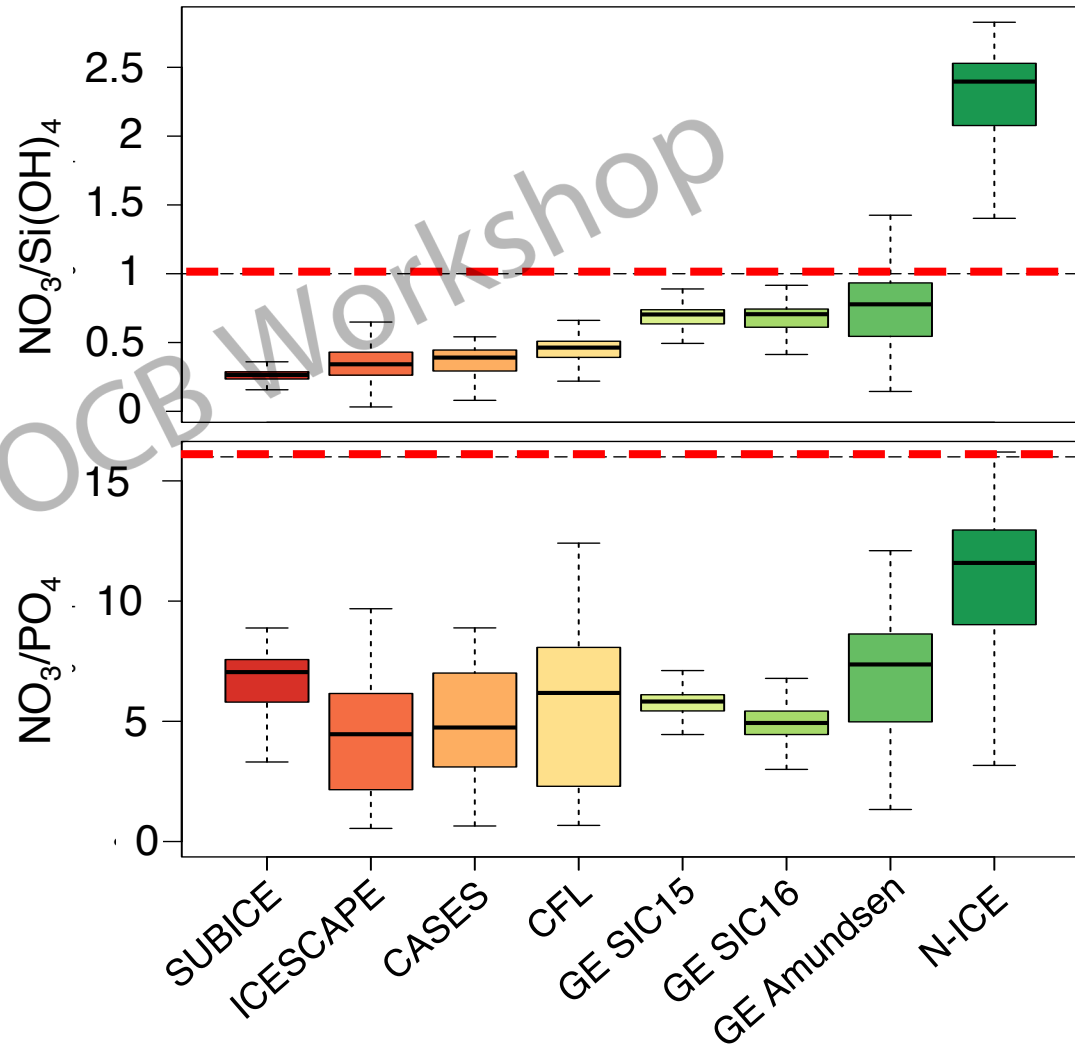 NO3/Si(OH)4
2.5
2
1.5
1
0.5
0
OCB Workshop
NO3/PO4
15
10
5
0
SUBICE
ICESCAPE
CASES
CFL
GE SIC15
GE SIC16
GE Amundsen
N-ICE